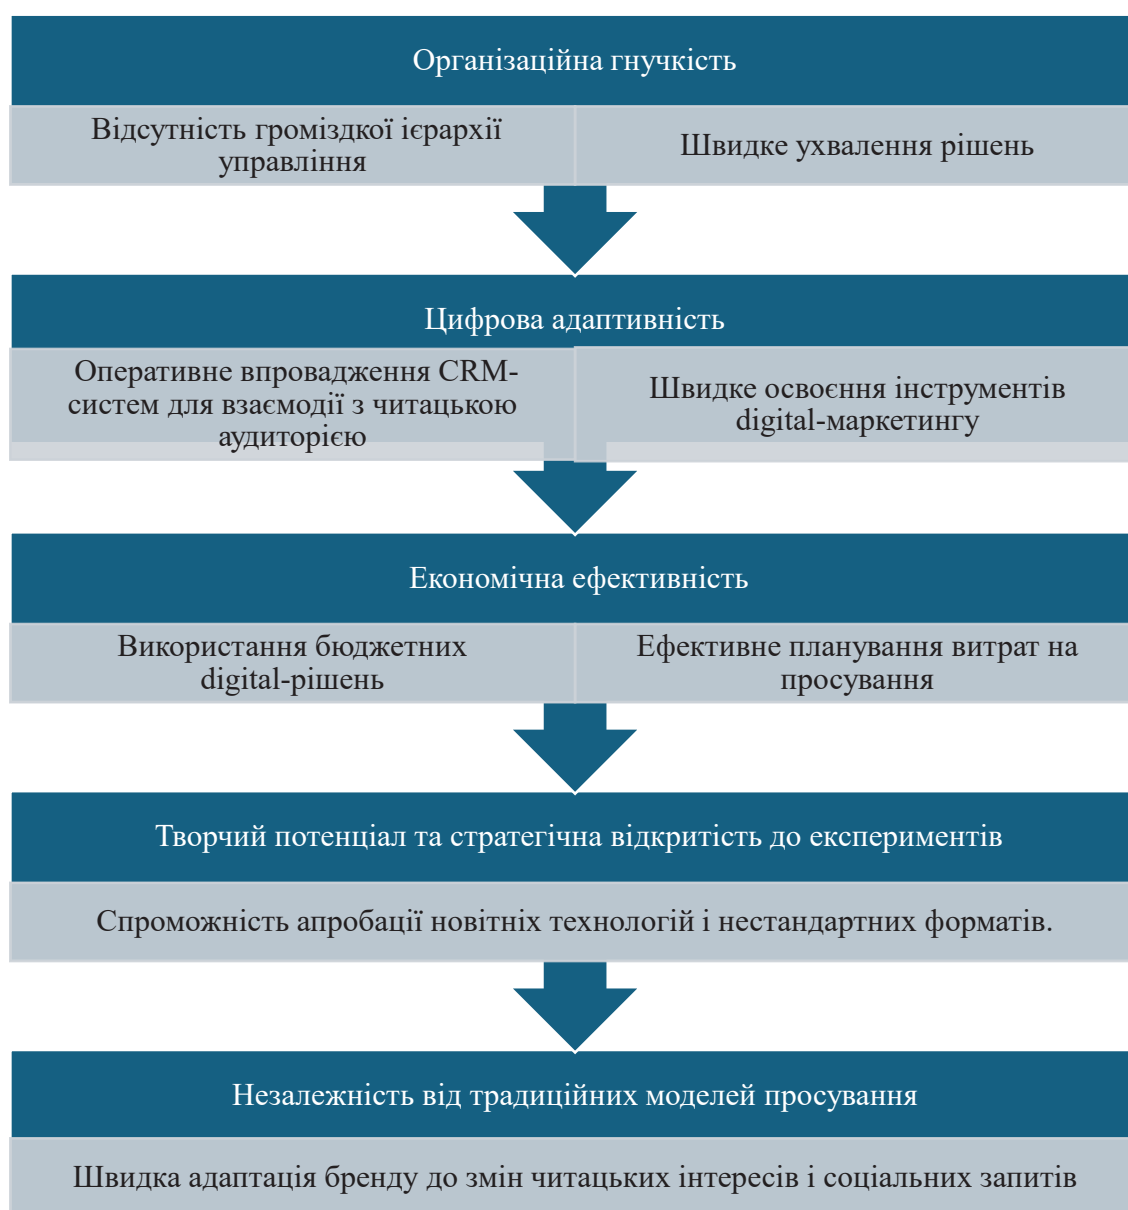 Організаційна гнучкість
Відсутність громіздкої ієрархії
управління
Швидке ухвалення рішень
Цифрова адаптивність
Оперативне впровадження CRM-
систем для взаємодії з читацькою
аудиторією
Швидке освоєння інструментів
digital-маркетингу
Економічна ефективність
Використання бюджетних
digital-рішень
Ефективне планування витрат на
просування
Творчий потенціал та стратегічна відкритість до експериментів
Спроможність апробації новітніх технологій і нестандартних форматів.
Незалежність від традиційних моделей просування
Швидка адаптація бренду до змін читацьких інтересів і соціальних запитів